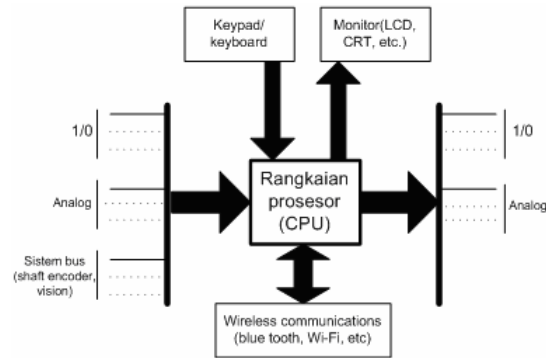 Keypad/
keyboard
Monitor(LCD,
CRT, etc.)
1/0
Analog
Sistem bus
(shaft encoder,
vision)
Rangkaian
prosesor
(CPU)
1/0
Analog
Wireless communications
(blue tooth, Wi-Fi, etc)